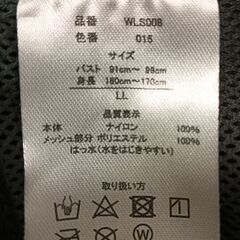 品番 WLS008
色番 015
サイズ
バスト 91cm～ 98cm
身長 160cm～170cm
LL
品質表示
本体 ナイロン 100%
メッシュ部分 ポリエステル 100%
はっ水(水をはじきやすい)
取り扱い方